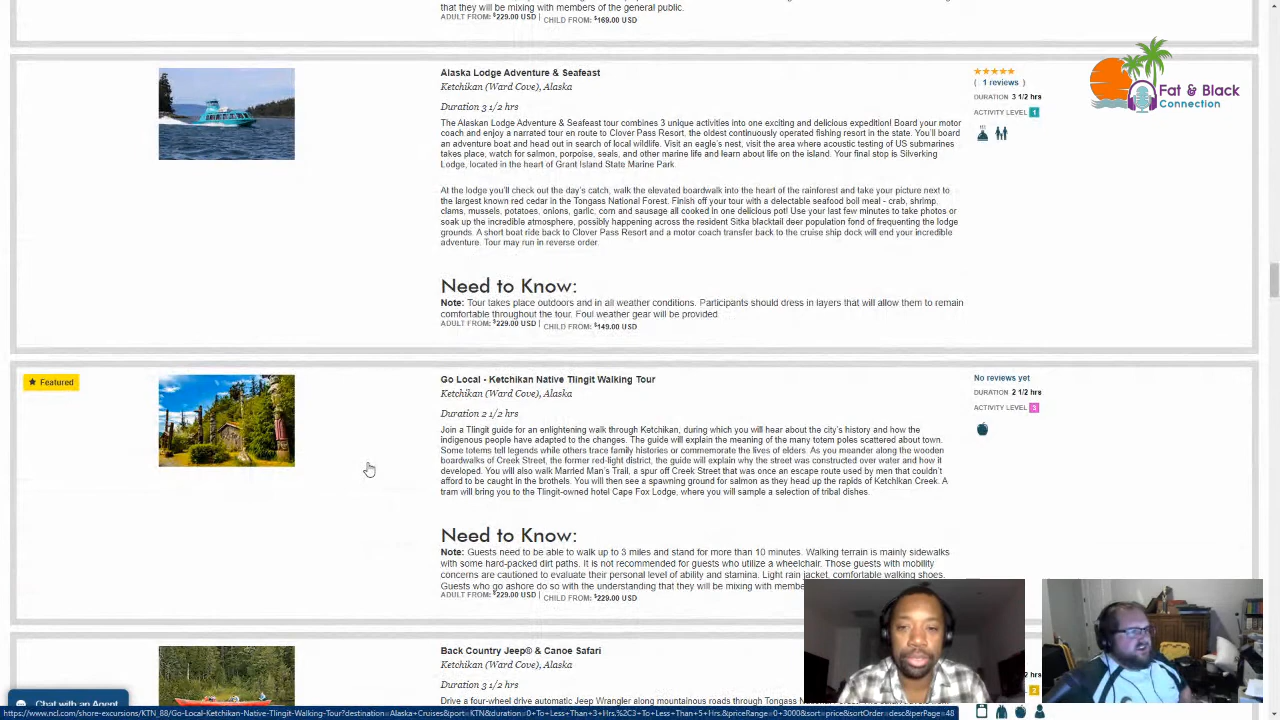 that they will be mixing with members of the general public.
ADULT FROM: $229.00 USD | CHILD FROM: $169.00 USD
Alaska Lodge Adventure & Seafeast
Ketchikan (Ward Cove), Alaska
Duration 3 1/2 hrs
The Alaskan Lodge Adventure & Seafeast tour combines 3 unique activities into one exciting and delicious expedition! Board your motor
coach and enjoy a narrated tour en route to Clover Pass Resort, the oldest continuously operated fishing resort in the state. You'll board
an adventure boat and head out in search of local wildlife. Visit an eagle's nest, visit the area where acoustic testing of US submarines
takes place, watch for salmon, porpoise, seals, and other marine life and learn about life on the island. Your final stop is Silverking
Lodge, located in the heart of Grant Island State Marine Park.
At the lodge you'll check out the day's catch, walk the elevated boardwalk into the heart of the rainforest and take your picture next to
the largest known red cedar in the Tongass National Forest. Finish off your tour with a delectable seafood boil meal - crab, shrimp,
clams, mussels, potatoes, onions, garlic, corn and sausage all cooked in one delicious pot! Use your last few minutes to take photos or
soak up the incredible atmosphere, possibly happening across the resident Sitka blacktail deer population fond of frequenting the lodge
grounds. A short boat ride back to Clover Pass Resort and a motor coach transfer back to the cruise ship dock will end your incredible
adventure. Tour may run in reverse order.
Need to Know:
Note: Tour takes place outdoors and in all weather conditions. Participants should dress in layers that will allow them to remain
comfortable throughout the tour. Foul weather gear will be provided
ADULT FROM: $229.00 USD | CHILD FROM: $149.00 USD
( 1 reviews )
DURATION 3 1/2 hrs
ACTIVITY LEVEL 1
Fat & Black
Connection
Featured
Go Local - Ketchikan Native Tlingit Walking Tour
Ketchikan (Ward Cove), Alaska
Duration 2 1/2 hrs
Join a Tlingit guide for an enlightening walk through Ketchikan, during which you will hear about the city's history and how the
indigenous people have adapted to the changes. The guide will explain the meaning of the many totem poles scattered about town.
Some totems tell legends while others trace family histories or commemorate the lives of elders. As you meander along the wooden
boardwalks of Creek Street, the former red-light district, the guide will explain why the street was constructed over water and how it
developed. You will also walk Married Man's Trail, a spur off Creek Street that was once an escape route used by men that couldn't
afford to be caught in the brothels. You will then see a spawning ground for salmon as they head up the rapids of Ketchikan Creek. A
tram will bring you to the Tlingit-owned hotel Cape Fox Lodge, where you will sample a selection of tribal dishes.
Need to Know:
Note: Guests need to be able to walk up to 3 miles and stand for more than 10 minutes. Walking terrain is mainly sidewalks
with some hard-packed dirt paths. It is not recommended for guests who utilize a wheelchair. Those guests with mobility
concerns are cautioned to evaluate their personal level of ability and stamina. Light rain jacket, comfortable walking shoes.
Guests who go ashore do so with the understanding that they will be mixing with membe
ADULT FROM: $229.00 USD | CHILD FROM: $229.00 USD
No reviews yet
DURATION 2 1/2 hrs
ACTIVITY LEVEL 3
Back Country Jeep® & Canoe Safari
Ketchikan (Ward Cove), Alaska
Duration 3 1/2 hrs
Drive a four-wheel drive automatic Jeep Wrangler along mountainous roads through Tongass N
hrs
2
Chat with an Agent
https://www.ncl.com/shore-excursions/KTN_88/Go-Local-Ketchikan-Native-Tlingit-Walking-Tour?destination=Alaska+Cruises&port=KTN&duration=0+To+Less+Than+3+Hrs.%2C3+To+Less+Than+5+Hrs.&priceRange=0+3000&sortOrder=desc&perPage=48